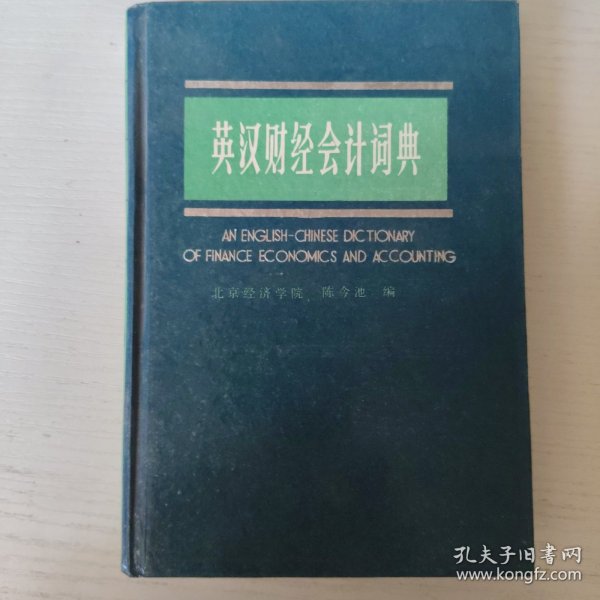 英汉财经会计词典
AN ENGLISH-CHINESE DICTIONARY
OF FINANCE ECONOMICS AND ACCOUNTING
北京经济学院 陈今池 编
孔夫子旧书网
www.kongfz.com